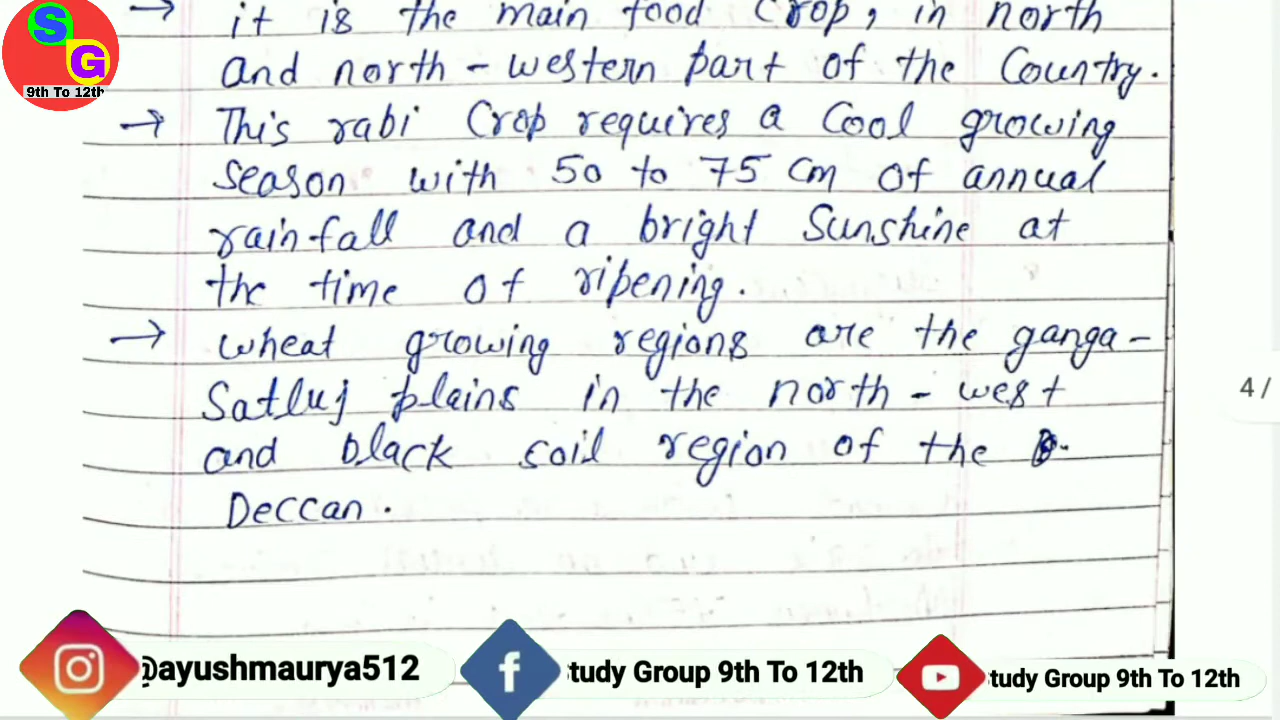 S
G
9th To 12th
→ it is the main food Crop, in north
and north - western part of the Country.
→ This rabi Crop requires a Cool growing
season with 50 to 75 Cm of annual
rainfall and a bright Sunshine at
the time of ripening.
→ wheat growing regions are the ganga -
Satluj plains in the north - west
and black soil region of the
Deccan.
4/
@ayushmaurya512
tudy Group 9th To 12th
tudy Group 9th To 12th